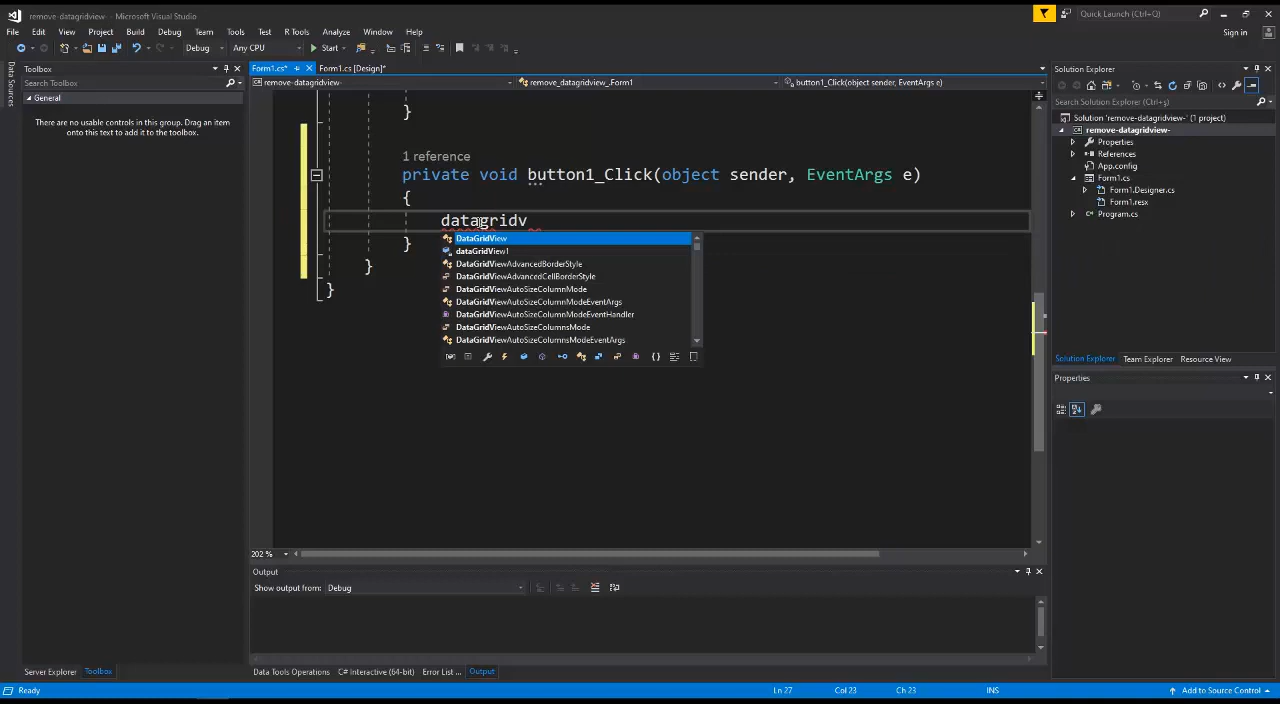 remove-datagridview- - Microsoft Visual Studio
Quick Launch (Ctrl+Q)
File Edit View Project Build Debug Team Tools Test R Tools Analyze Window Help
Sign in
Debug Any CPU Start
Data Sources
Toolbox
Search Toolbox
General
There are no usable controls in this group. Drag an
item onto this text to add it to the toolbox.
Form1.cs* Form1.cs [Design]*
remove-datagridview- remove_datagridview_.Form1 button1_Click(object sender, EventArgs e)
}
1 reference
private void button1_Click(object sender, EventArgs e)
{
datagridv
}
}
}
DataGridView
dataGridView1
DataGridViewAdvancedBorderStyle
DataGridViewAdvancedCellBorderStyle
DataGridViewAutoSizeColumnMode
DataGridViewAutoSizeColumnModeEventArgs
DataGridViewAutoSizeColumnModeEventHandler
DataGridViewAutoSizeColumnsMode
DataGridViewAutoSizeColumnsModeEventArgs
202 %
Output
Show output from: Debug
Solution Explorer
Search Solution Explorer (Ctrl+ş)
Solution 'remove-datagridview-' (1 project)
remove-datagridview-
Properties
References
App.config
Form1.cs
Form1.Designer.cs
Form1.resx
Program.cs
Solution Explorer Team Explorer Resource View
Properties
Server Explorer Toolbox
Data Tools Operations C# Interactive (64-bit) Error List ... Output
Ready
Ln 27 Col 23 Ch 23 INS
Add to Source Control